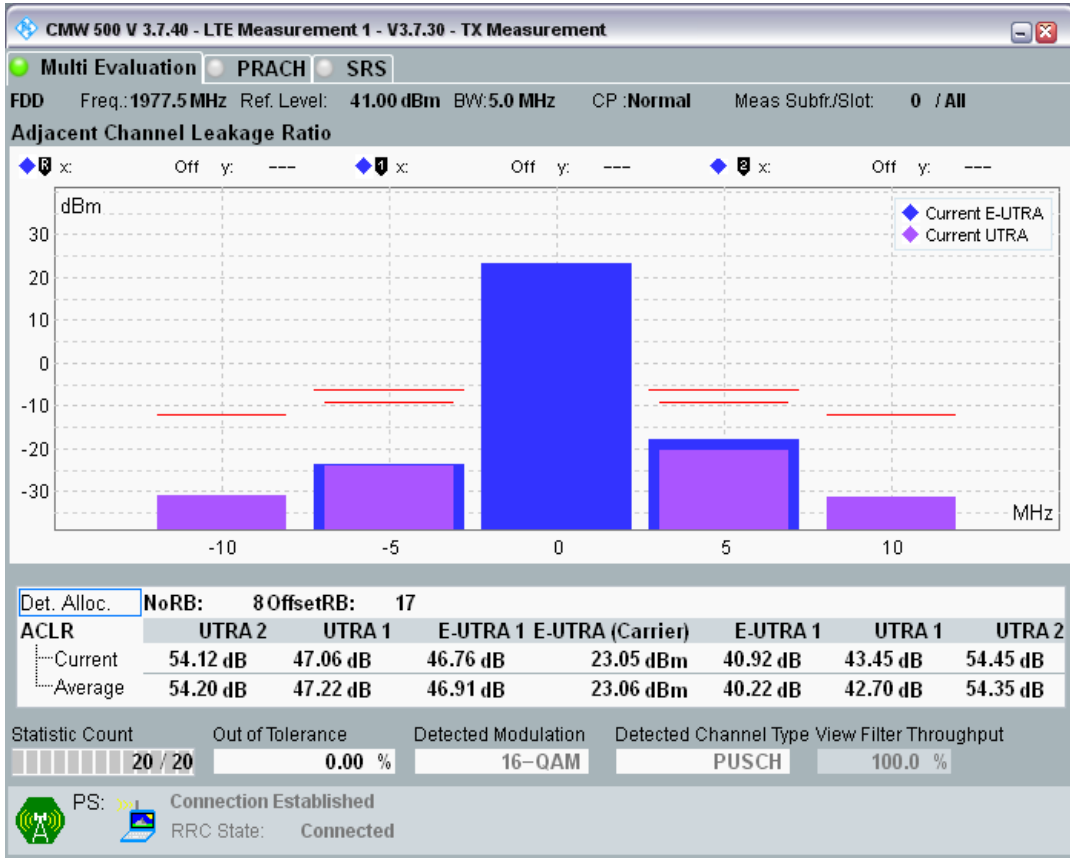 CMW 500 V 3.7.40 - LTE Measurement 1 - V3.7.30 - TX Measurement
Multi Evaluation PRACH SRS
FDD Freq.:1977.5 MHz Ref. Level: 41.00 dBm BW:5.0 MHz CP :Normal Meas Subfr./Slot: 0 / All
Adjacent Channel Leakage Ratio
R x: Off y: --- 1 x: Off y: --- 2 x: Off y: ---
dBm
Current E-UTRA
Current UTRA
30
20
10
0
-10
-20
-30
MHz
-10 -5 0 5 10
Det. Alloc. NoRB: 8 OffsetRB: 17
ACLR UTRA 2 UTRA 1 E-UTRA 1 E-UTRA (Carrier) E-UTRA 1 UTRA 1 UTRA 2
Current 54.12 dB 47.06 dB 46.76 dB 23.05 dBm 40.92 dB 43.45 dB 54.45 dB
Average 54.20 dB 47.22 dB 46.91 dB 23.06 dBm 40.22 dB 42.70 dB 54.35 dB
Statistic Count Out of Tolerance Detected Modulation Detected Channel Type View Filter Throughput
20 / 20 0.00 % 16-QAM PUSCH 100.0 %
PS: Connection Established
RRC State: Connected